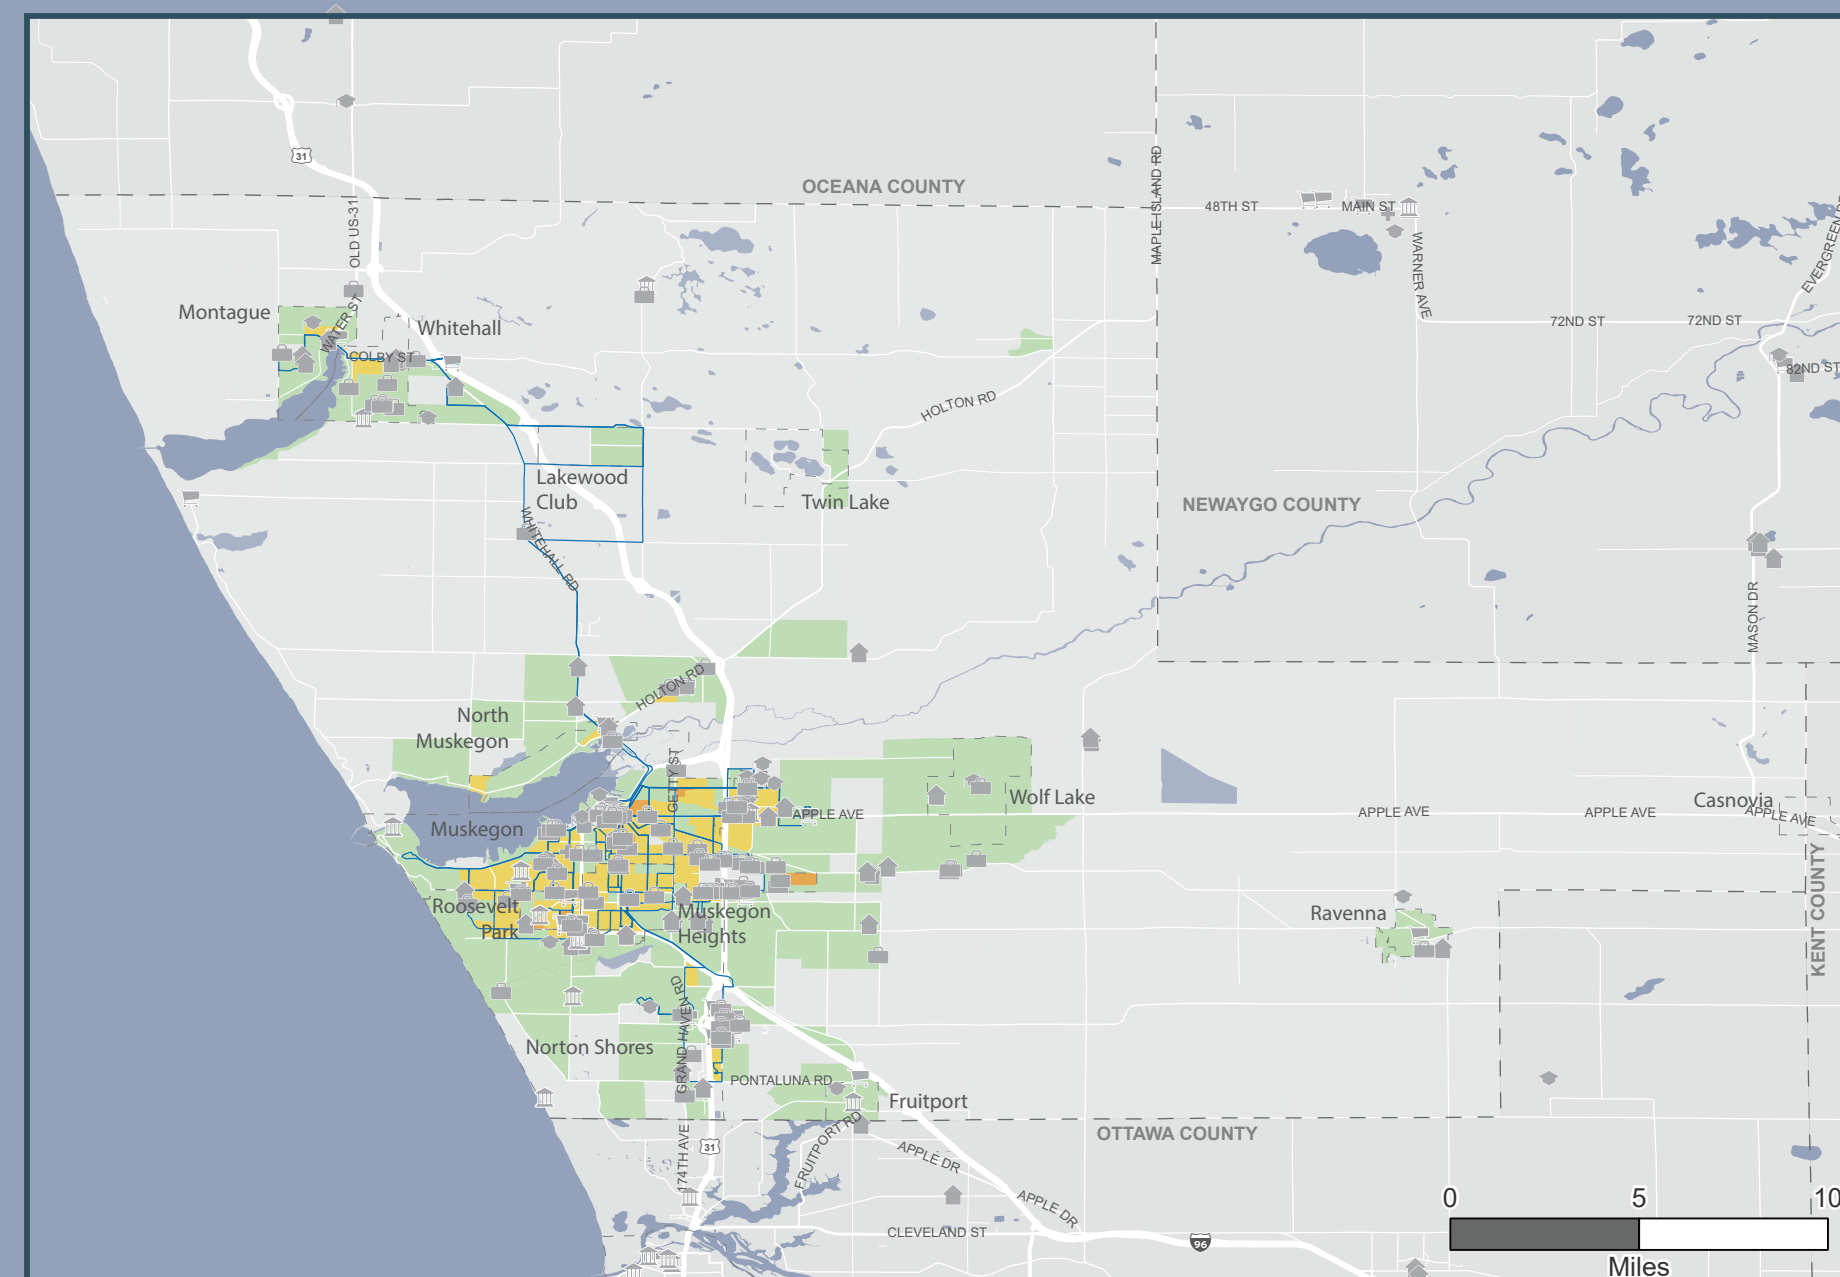 31
OCEANA COUNTY
MAPLE ISLAND RD
48TH ST
MAIN ST
OLD US-31
WARNER AVE
EVERGREEN DR
Montague
WATER ST
Whitehall
COLBY ST
72ND ST
72ND ST
82ND ST
HOLTON RD
Lakewood
Club
Twin Lake
NEWAYGO COUNTY
WHITEHALL RD
MASON DR
HOLTON RD
North
Muskegon
GETTY ST
Wolf Lake
Casnovia
APPLE AVE
APPLE AVE
APPLE AVE
APPLE AVE
Muskegon
Roosevelt
Park
Muskegon
Heights
Ravenna
KENT COUNTY
GRAND HAVEN RD
Norton Shores
PONTALUNA RD
Fruitport
OTTAWA COUNTY
174TH AVE
31
FRUITPORT RD
APPLE DR
APPLE DR
CLEVELAND ST
96
0 5 10
Miles